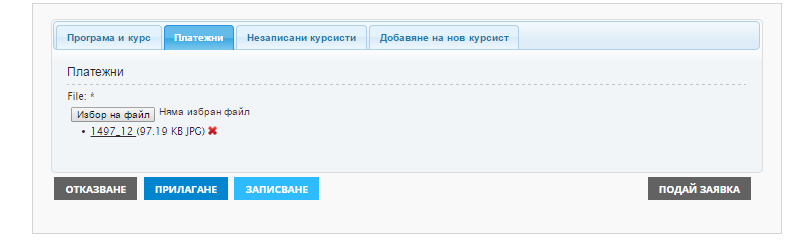 Програма и курс Платежни Незаписани курсисти Добавяне на нов курсист
Платежни
File: *
Избор на файл Няма избран файл
• 1497_12 (97.19 KB JPG)
ОТКАЗВАНЕ ПРИЛАГАНЕ ЗАПИСВАНЕ ПОДАЙ ЗАЯВКА